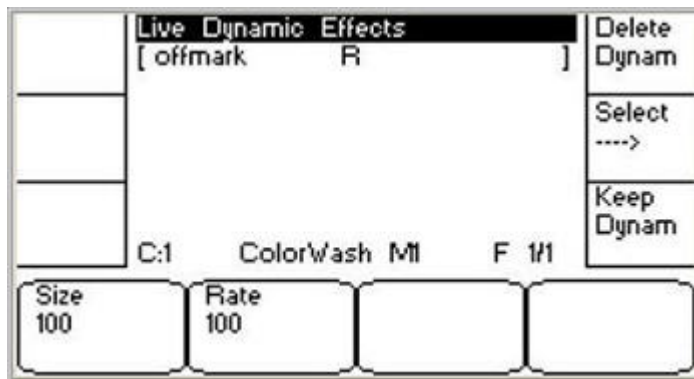 Live Dynamic Effects
[ offmark R ]
Delete
Dynam
Select
---->
Keep
Dynam
C:1 ColorWash M1 F 1/1
Size
100
Rate
100